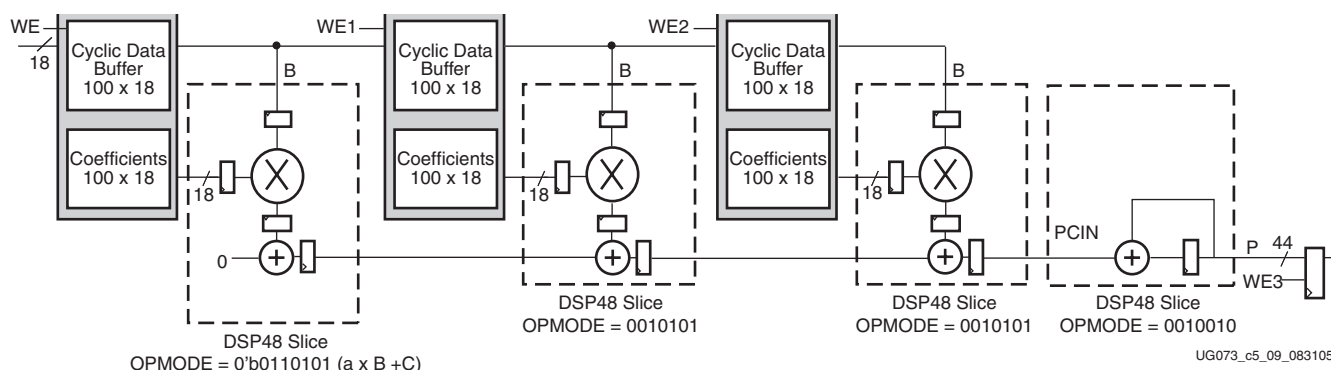 WE
18
Cyclic Data
Buffer
100 x 18
Coefficients
100 x 18
18
B
0
DSP48 Slice
OPMODE = 0'b0110101 (a x B +C)
WE1
Cyclic Data
Buffer
100 x 18
Coefficients
100 x 18
18
B
DSP48 Slice
OPMODE = 0010101
WE2
Cyclic Data
Buffer
100 x 18
Coefficients
100 x 18
18
B
DSP48 Slice
OPMODE = 0010101
PCIN
P
44
WE3
DSP48 Slice
OPMODE = 0010010
UG073_c5_09_083105